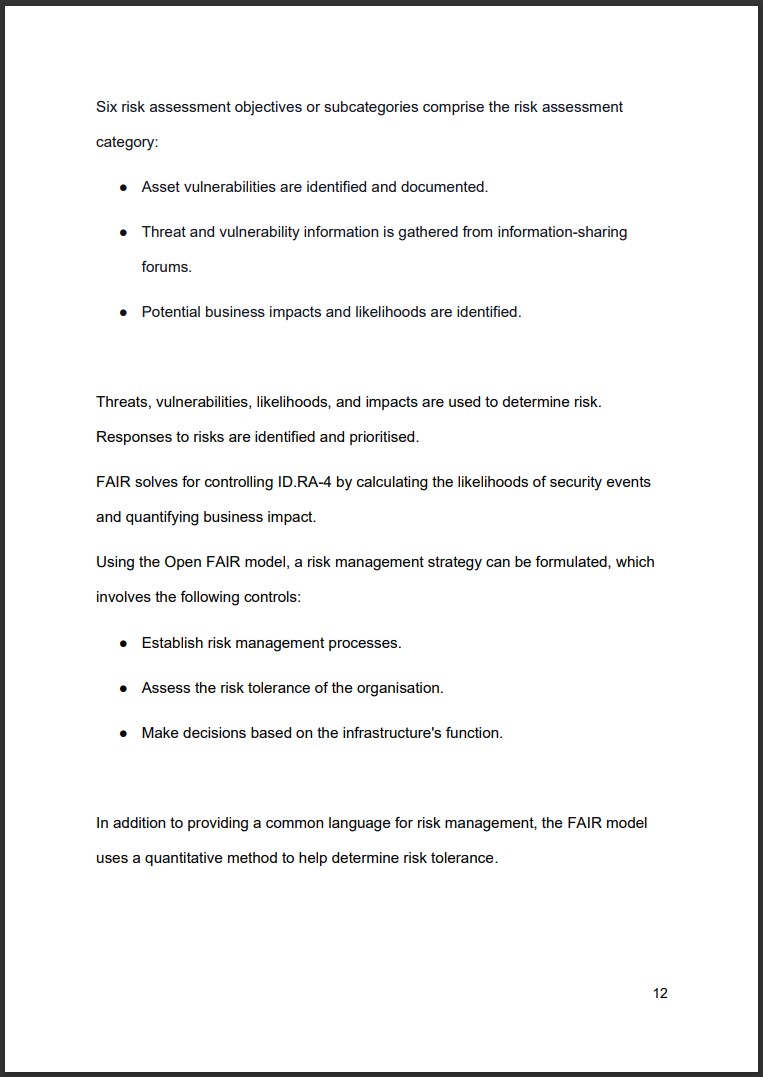 Six risk assessment objectives or subcategories comprise the risk assessment
category:
● Asset vulnerabilities are identified and documented.
● Threat and vulnerability information is gathered from information-sharing
forums.
● Potential business impacts and likelihoods are identified.
Threats, vulnerabilities, likelihoods, and impacts are used to determine risk.
Responses to risks are identified and prioritised.
FAIR solves for controlling ID.RA-4 by calculating the likelihoods of security events
and quantifying business impact.
Using the Open FAIR model, a risk management strategy can be formulated, which
involves the following controls:
● Establish risk management processes.
● Assess the risk tolerance of the organisation.
● Make decisions based on the infrastructure's function.
In addition to providing a common language for risk management, the FAIR model
uses a quantitative method to help determine risk tolerance.
12